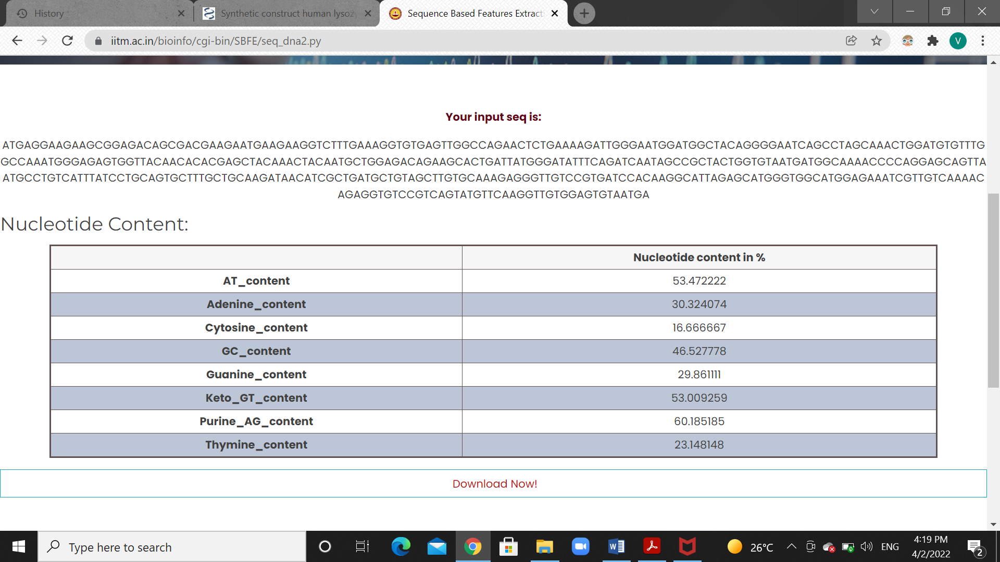 History
Synthetic construct human lysozy
Sequence Based Features Extract
iitm.ac.in/bioinfo/cgi-bin/SBFE/seq_dna2.py
V
Your input seq is:
ATGAGGAAGAAGCGGAGACAGCGACGAAGAATGAAGAAGGTCTTTGAAAGGTGTGAGTTGGCCAGAACTCTGAAAAGATTGGGAATGGATGGCTACAGGGGAATCAGCCTAGCAAACTGGATGTGTTTG
GCCAAATGGGAGAGTGGTTACAACACACGAGCTACAAACTACAATGCTGGAGACAGAAGCACTGATTATGGGATATTTCAGATCAATAGCCGCTACTGGTGTAATGATGGCAAAACCCCAGGAGCAGTTA
ATGCCTGTCATTTATCCTGCAGTGCTTTGCTGCAAGATAACATCGCTGATGCTGTAGCTTGTGCAAAGAGGGTTGTCCGTGATCCACAAGGCATTAGAGCATGGGTGGCATGGAGAAATCGTTGTCAAAAC
AGAGGTGTCCGTCAGTATGTTCAAGGTTGTGGAGTGTAATGA
Nucleotide Content:
Nucleotide content in %
AT_content 53.472222
Adenine_content 30.324074
Cytosine_content 16.666667
GC_content 46.527778
Guanine_content 29.861111
Keto_GT_content 53.009259
Purine_AG_content 60.185185
Thymine_content 23.148148
Download Now!
Type here to search
26°C
ENG
4:19 PM
4/2/2022
2